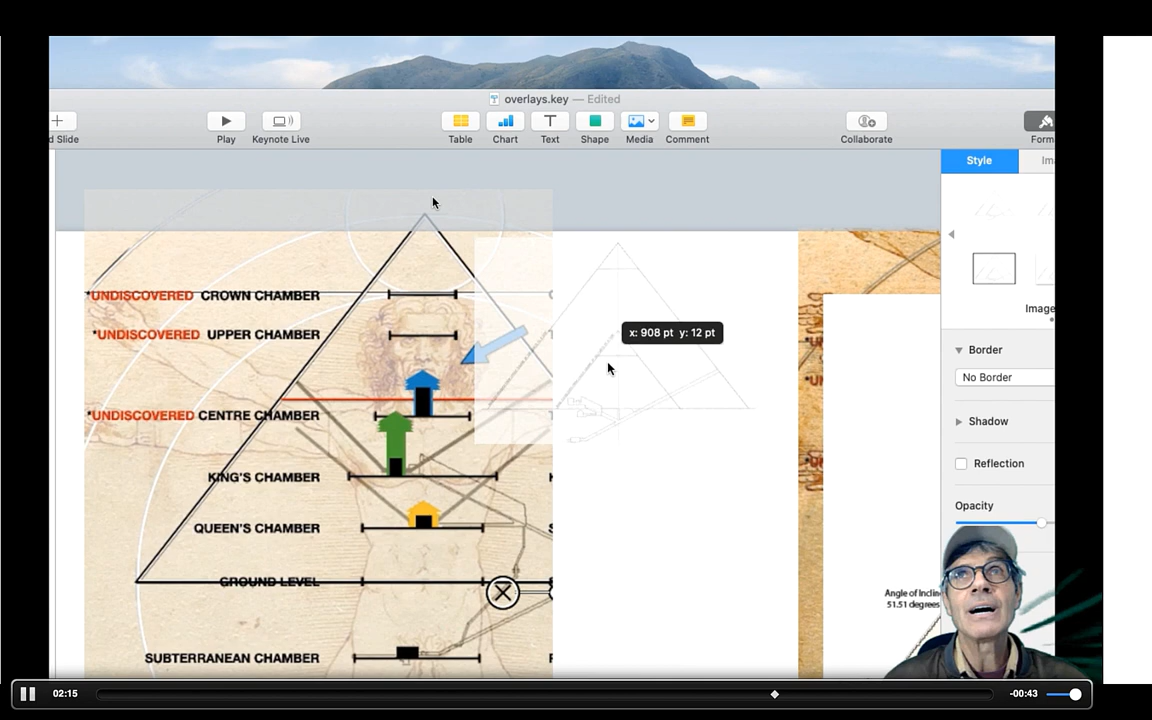 overlays.key — Edited
d Slide
Play
Keynote Live
Table
Chart
Text
Shape
Media
Comment
Collaborate
Form
Style
Im
*UNDISCOVERED CROWN CHAMBER
*UNDISCOVERED UPPER CHAMBER
*UNDISCOVERED CENTRE CHAMBER
KING'S CHAMBER
QUEEN'S CHAMBER
GROUND LEVEL
SUBTERRANEAN CHAMBER
x: 908 pt y: 12 pt
Image
Border
No Border
Shadow
Reflection
Opacity
Angle of Inclin
51.51 degrees
02:15
-00:43